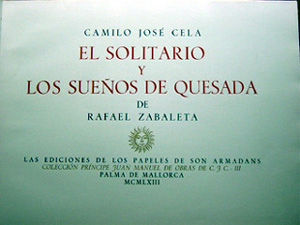 CAMILO JOSÉ CELA
EL SOLITARIO
Y
LOS SUEÑOS DE QUESADA
DE
RAFAEL ZABALETA
LAS EDICIONES DE LOS PAPELES DE SON ARMADANS
COLECCIÓN PRÍNCIPE JUAN MANUEL DE OBRAS DE C. J. C. - III
PALMA DE MALLORCA
MCMLXIII